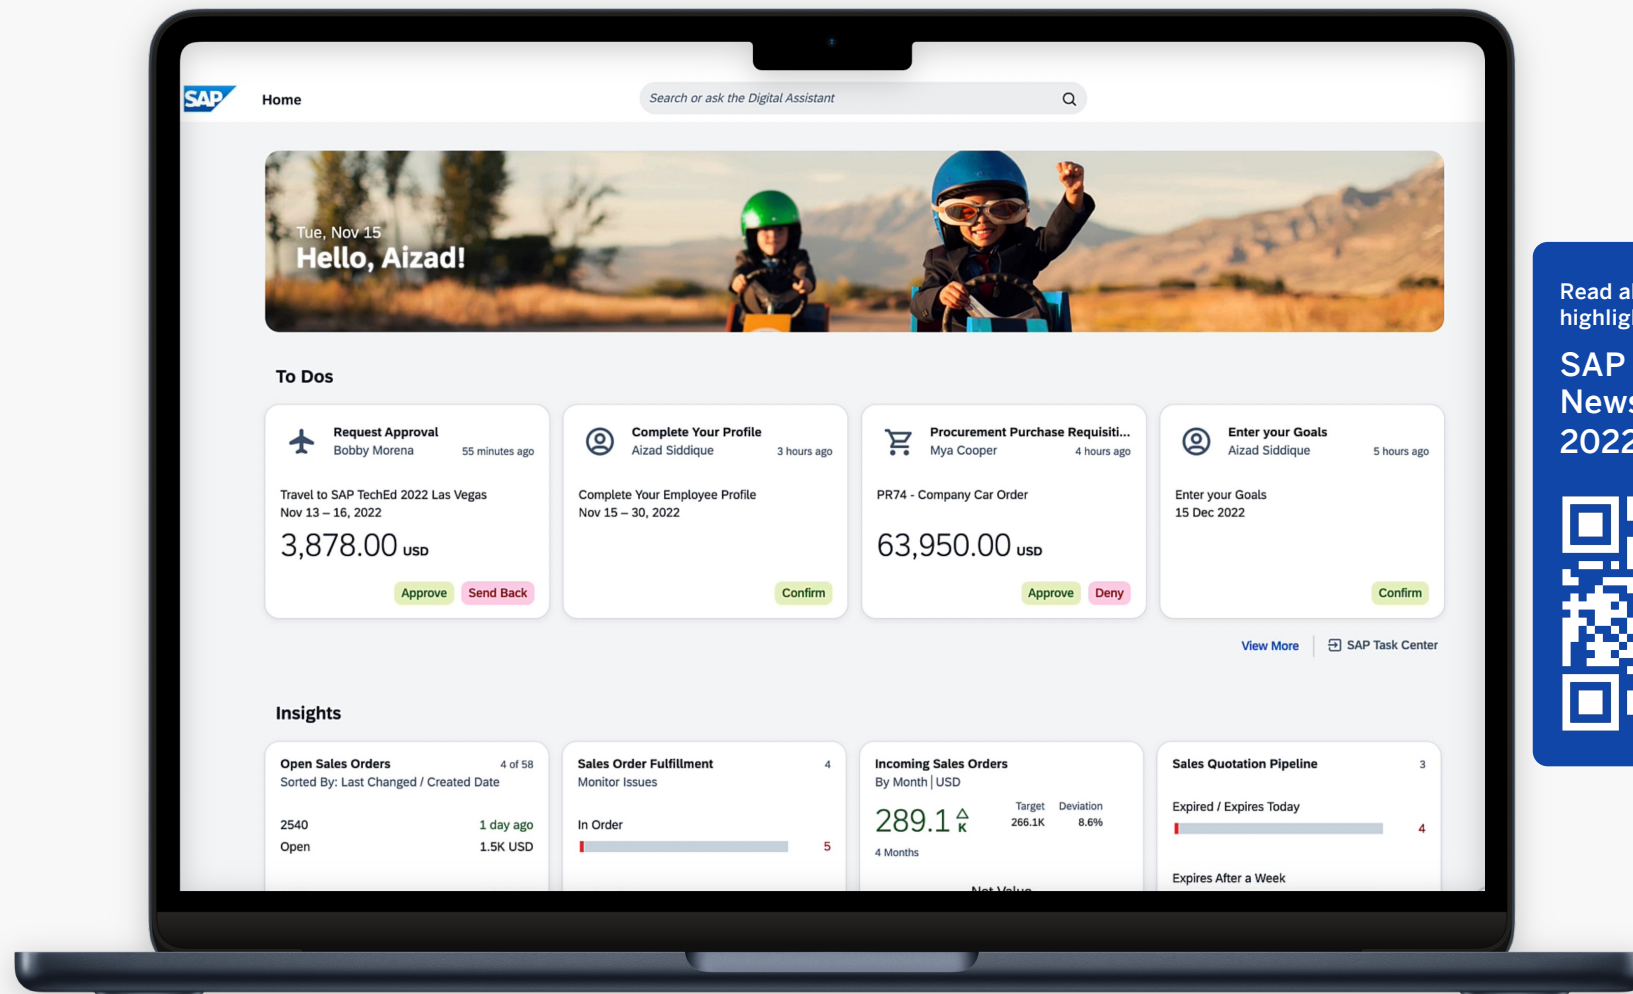 SAP
Home
Search or ask the Digital Assistant
Tue, Nov 15
Hello, Aizad!
To Dos
Request Approval
Bobby Morena
55 minutes ago
Travel to SAP TechEd 2022 Las Vegas
Nov 13 – 16, 2022
3,878.00 USD
Approve
Send Back
Complete Your Profile
Aizad Siddique
3 hours ago
Complete Your Employee Profile
Nov 15 – 30, 2022
Confirm
Procurement Purchase Requisiti...
Mya Cooper
4 hours ago
PR74 - Company Car Order
63,950.00 USD
Approve
Deny
Enter your Goals
Aizad Siddique
5 hours ago
Enter your Goals
15 Dec 2022
Confirm
View More
SAP Task Center
Insights
Open Sales Orders
4 of 58
Sorted By: Last Changed / Created Date
2540
1 day ago
Open
1.5K USD
Sales Order Fulfillment
4
Monitor Issues
In Order
5
Incoming Sales Orders
By Month | USD
289.1 K
Target
266.1K
Deviation
8.6%
4 Months
Net Value
Sales Quotation Pipeline
3
Expired / Expires Today
4
Expires After a Week
Read
SAP
2022